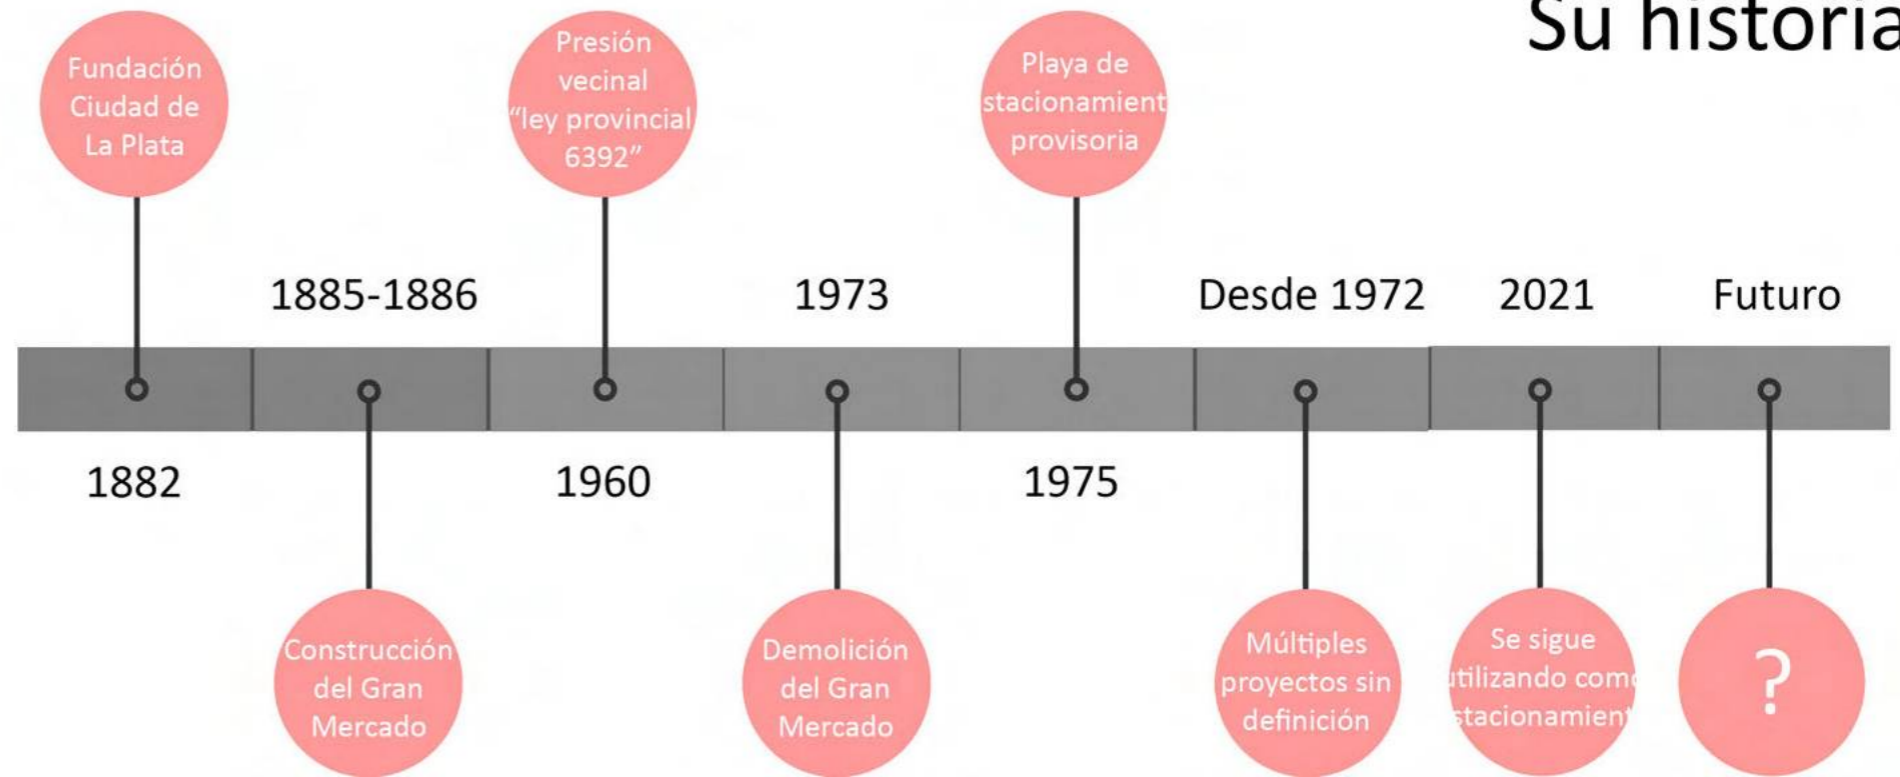 Su historia
Fundación
Ciudad de
La Plata
Presión
vecinal
“ley provincial
6392”
Playa de
stacionamient
provisoria
1885-1886
1973
Desde 1972
2021
Futuro
1882
1960
1975
Construcción
del Gran
Mercado
Demolición
del Gran
Mercado
Múltiples
proyectos sin
definición
Se sigue
utilizando como
stacionamien
?